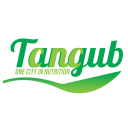 Tangub
ONE CITY IN NUTRITION